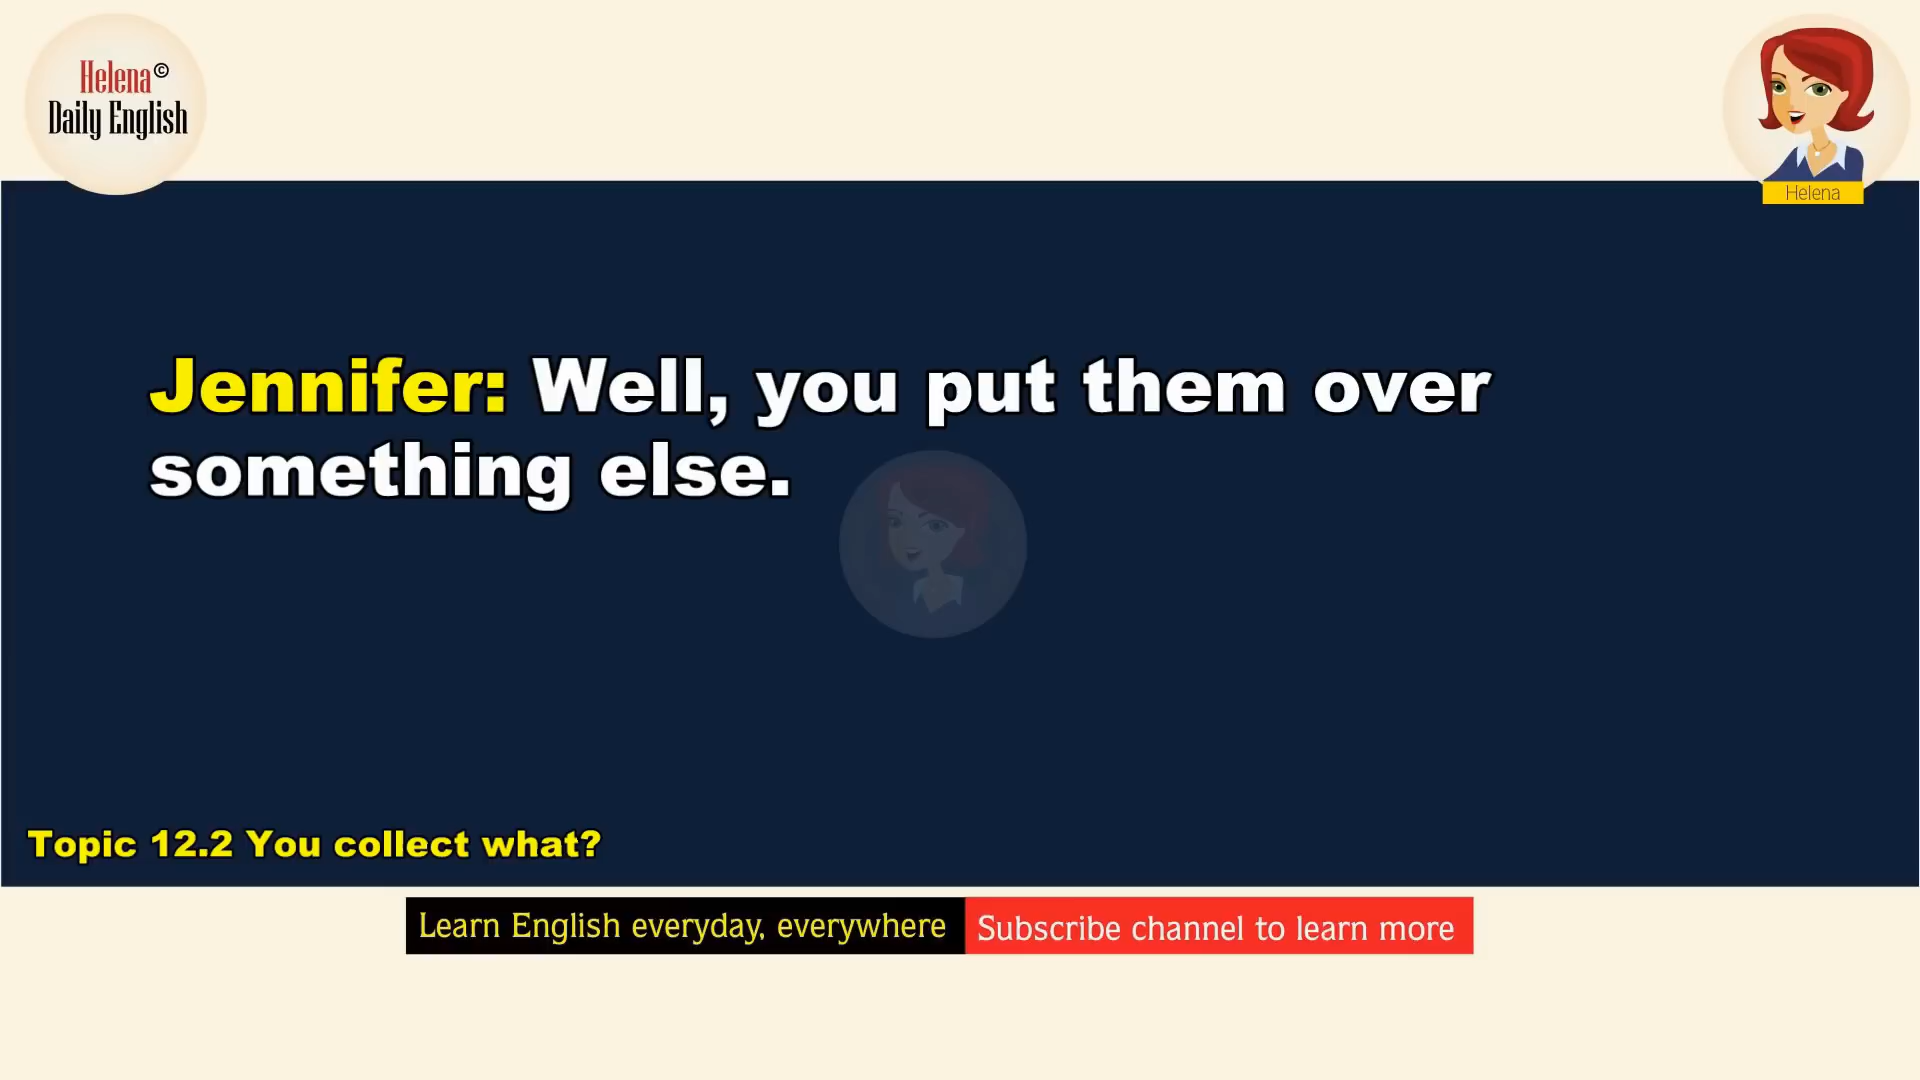 Helena©
Daily English
Helena
Jennifer: Well, you put them over
something else.
Topic 12.2 You collect what?
Learn English everyday, everywhere
Subscribe channel to learn more